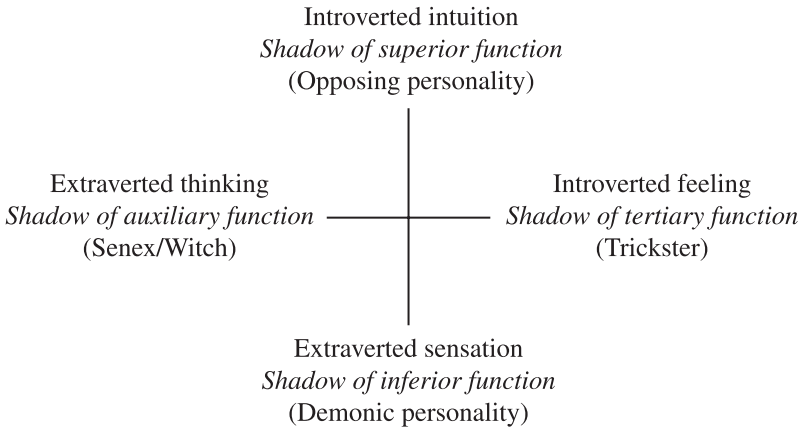 Introverted intuition
Shadow of superior function
(Opposing personality)
Extraverted thinking
Shadow of auxiliary function
(Senex/Witch)
Introverted feeling
Shadow of tertiary function
(Trickster)
Extraverted sensation
Shadow of inferior function
(Demonic personality)